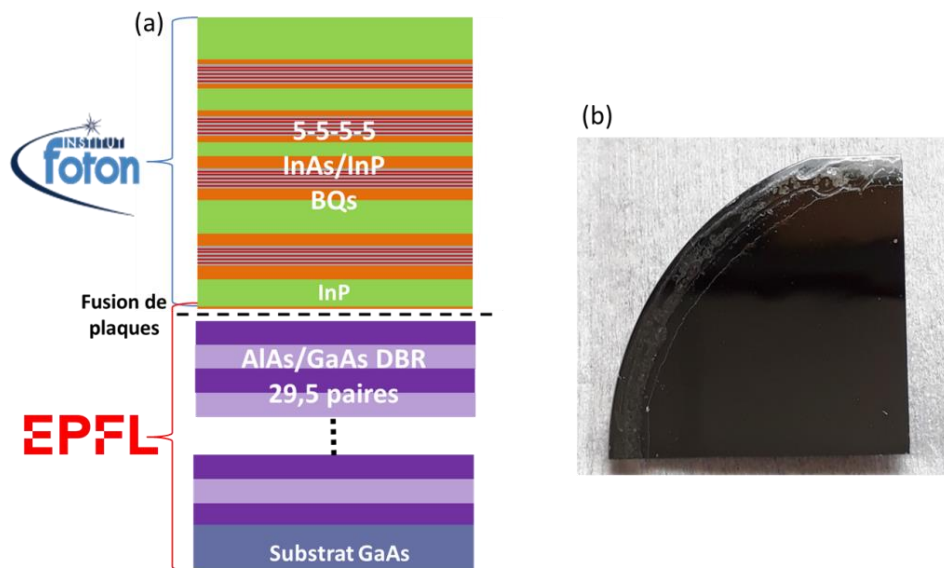 (a)
INSTITUT
foton
5-5-5-5
InAs/InP
BQs
InP
Fusion de
plaques
AlAs/GaAs DBR
29,5 paires
EPFL
Substrat GaAs
(b)